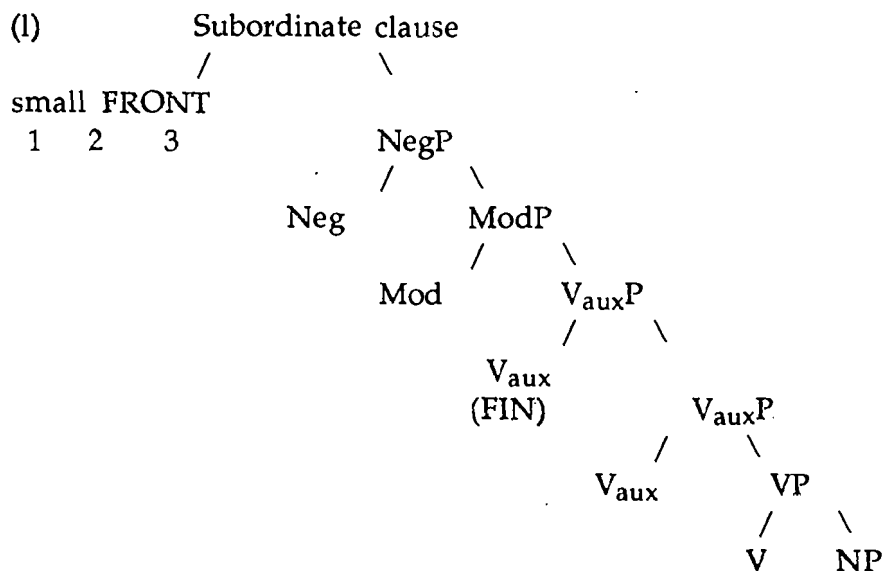 (l) Subordinate clause
/ \
small FRONT
1 2 3 NegP
/ \
Neg ModP
/ \
Mod VauxP
/ \
Vaux
(FIN) VauxP
/ \
Vaux VP
/ \
V NP